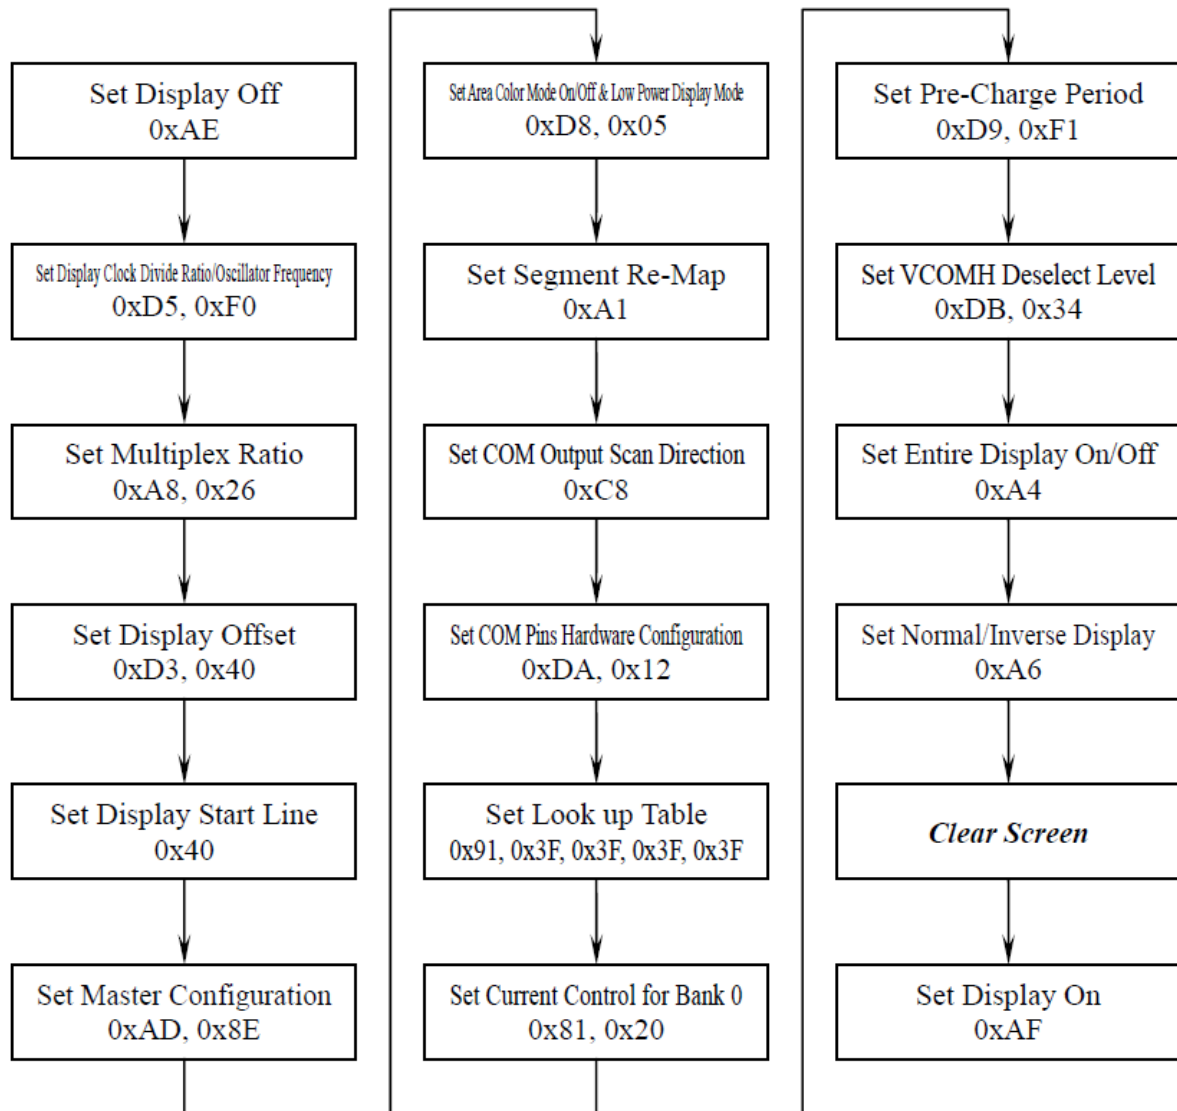 Set Display Off
0xAE
Set Display Clock Divide Ratio/Oscillator Frequency
0xD5, 0xF0
Set Multiplex Ratio
0xA8, 0x26
Set Display Offset
0xD3, 0x40
Set Display Start Line
0x40
Set Master Configuration
0xAD, 0x8E
Set Area Color Mode On/Off & Low Power Display Mode
0xD8, 0x05
Set Segment Re-Map
0xA1
Set COM Output Scan Direction
0xC8
Set COM Pins Hardware Configuration
0xDA, 0x12
Set Look up Table
0x91, 0x3F, 0x3F, 0x3F, 0x3F
Set Current Control for Bank 0
0x81, 0x20
Set Pre-Charge Period
0xD9, 0xF1
Set VCOMH Deselect Level
0xDB, 0x34
Set Entire Display On/Off
0xA4
Set Normal/Inverse Display
0xA6
Clear Screen
Set Display On
0xAF